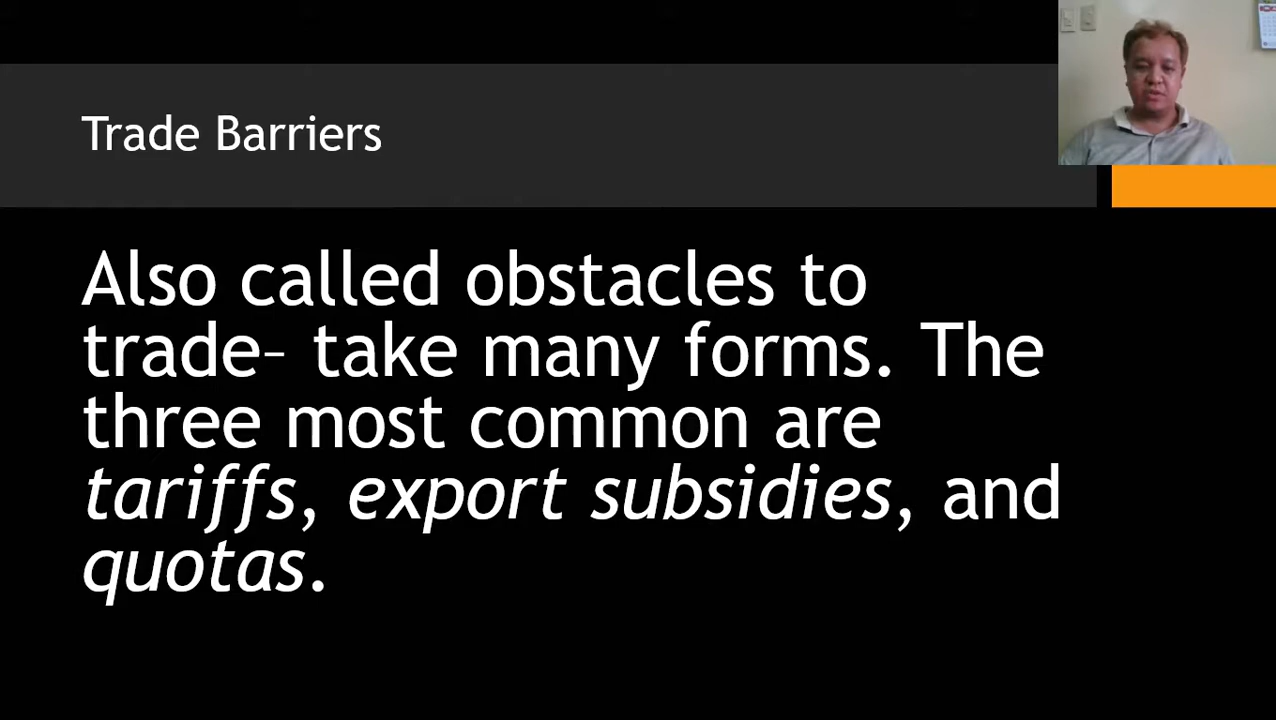 Trade Barriers
Also called obstacles to
trade– take many forms. The
three most common are
tariffs, export subsidies, and
quotas.